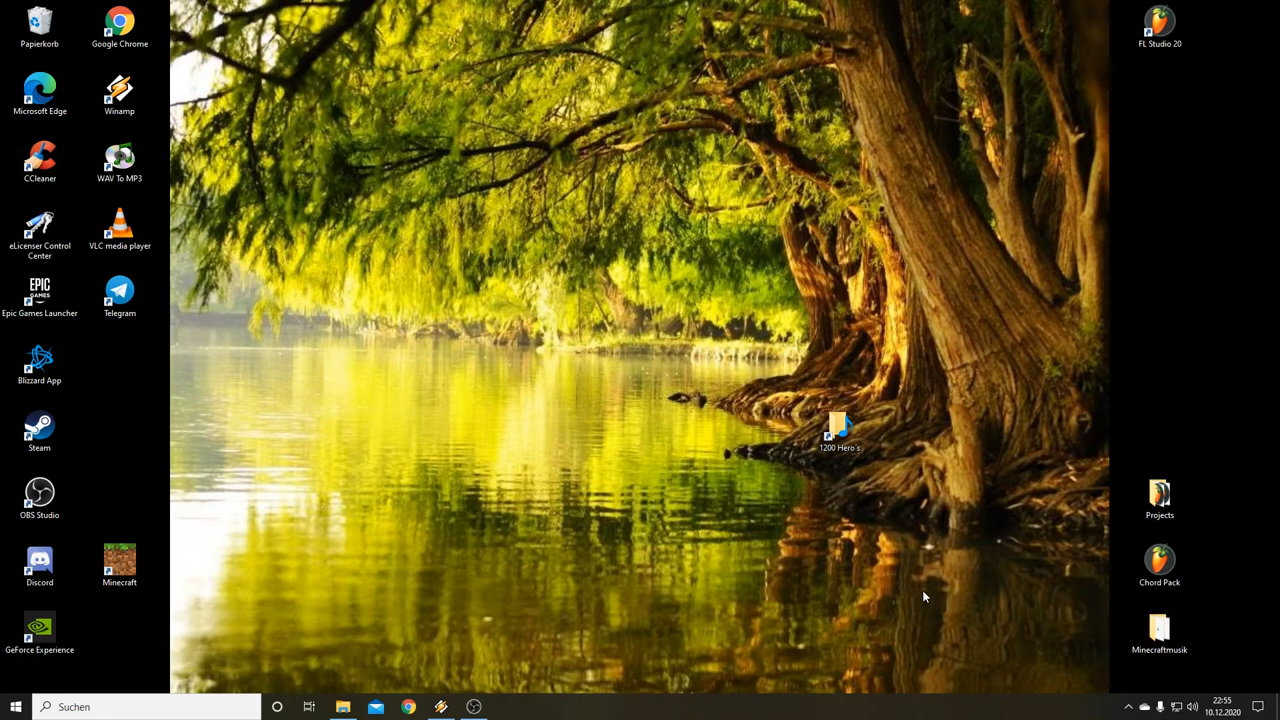 Papierkorb
Google Chrome
FL Studio 20
Microsoft Edge
Winamp
CCleaner
WAV To MP3
eLicenser Control
Center
VLC media player
EPIC
GAMES
Epic Games Launcher
Telegram
Blizzard App
Steam
1200 Hero's
OBS Studio
Projects
Discord
Minecraft
Chord Pack
GeForce Experience
Minecraftmusik
Suchen
22:55
10.12.2020